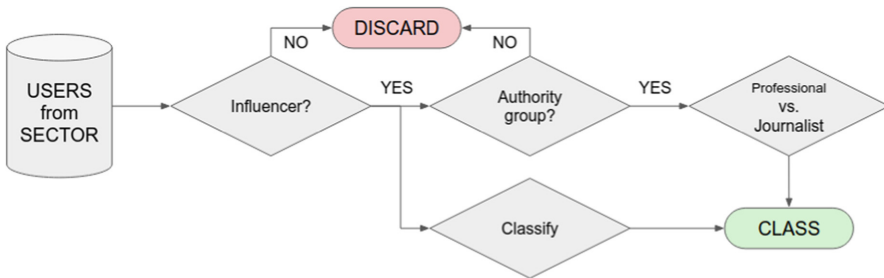 DISCARD
NO
NO
USERS
from
SECTOR
Influencer?
YES
Authority
group?
YES
Professional
vs.
Journalist
Classify
CLASS